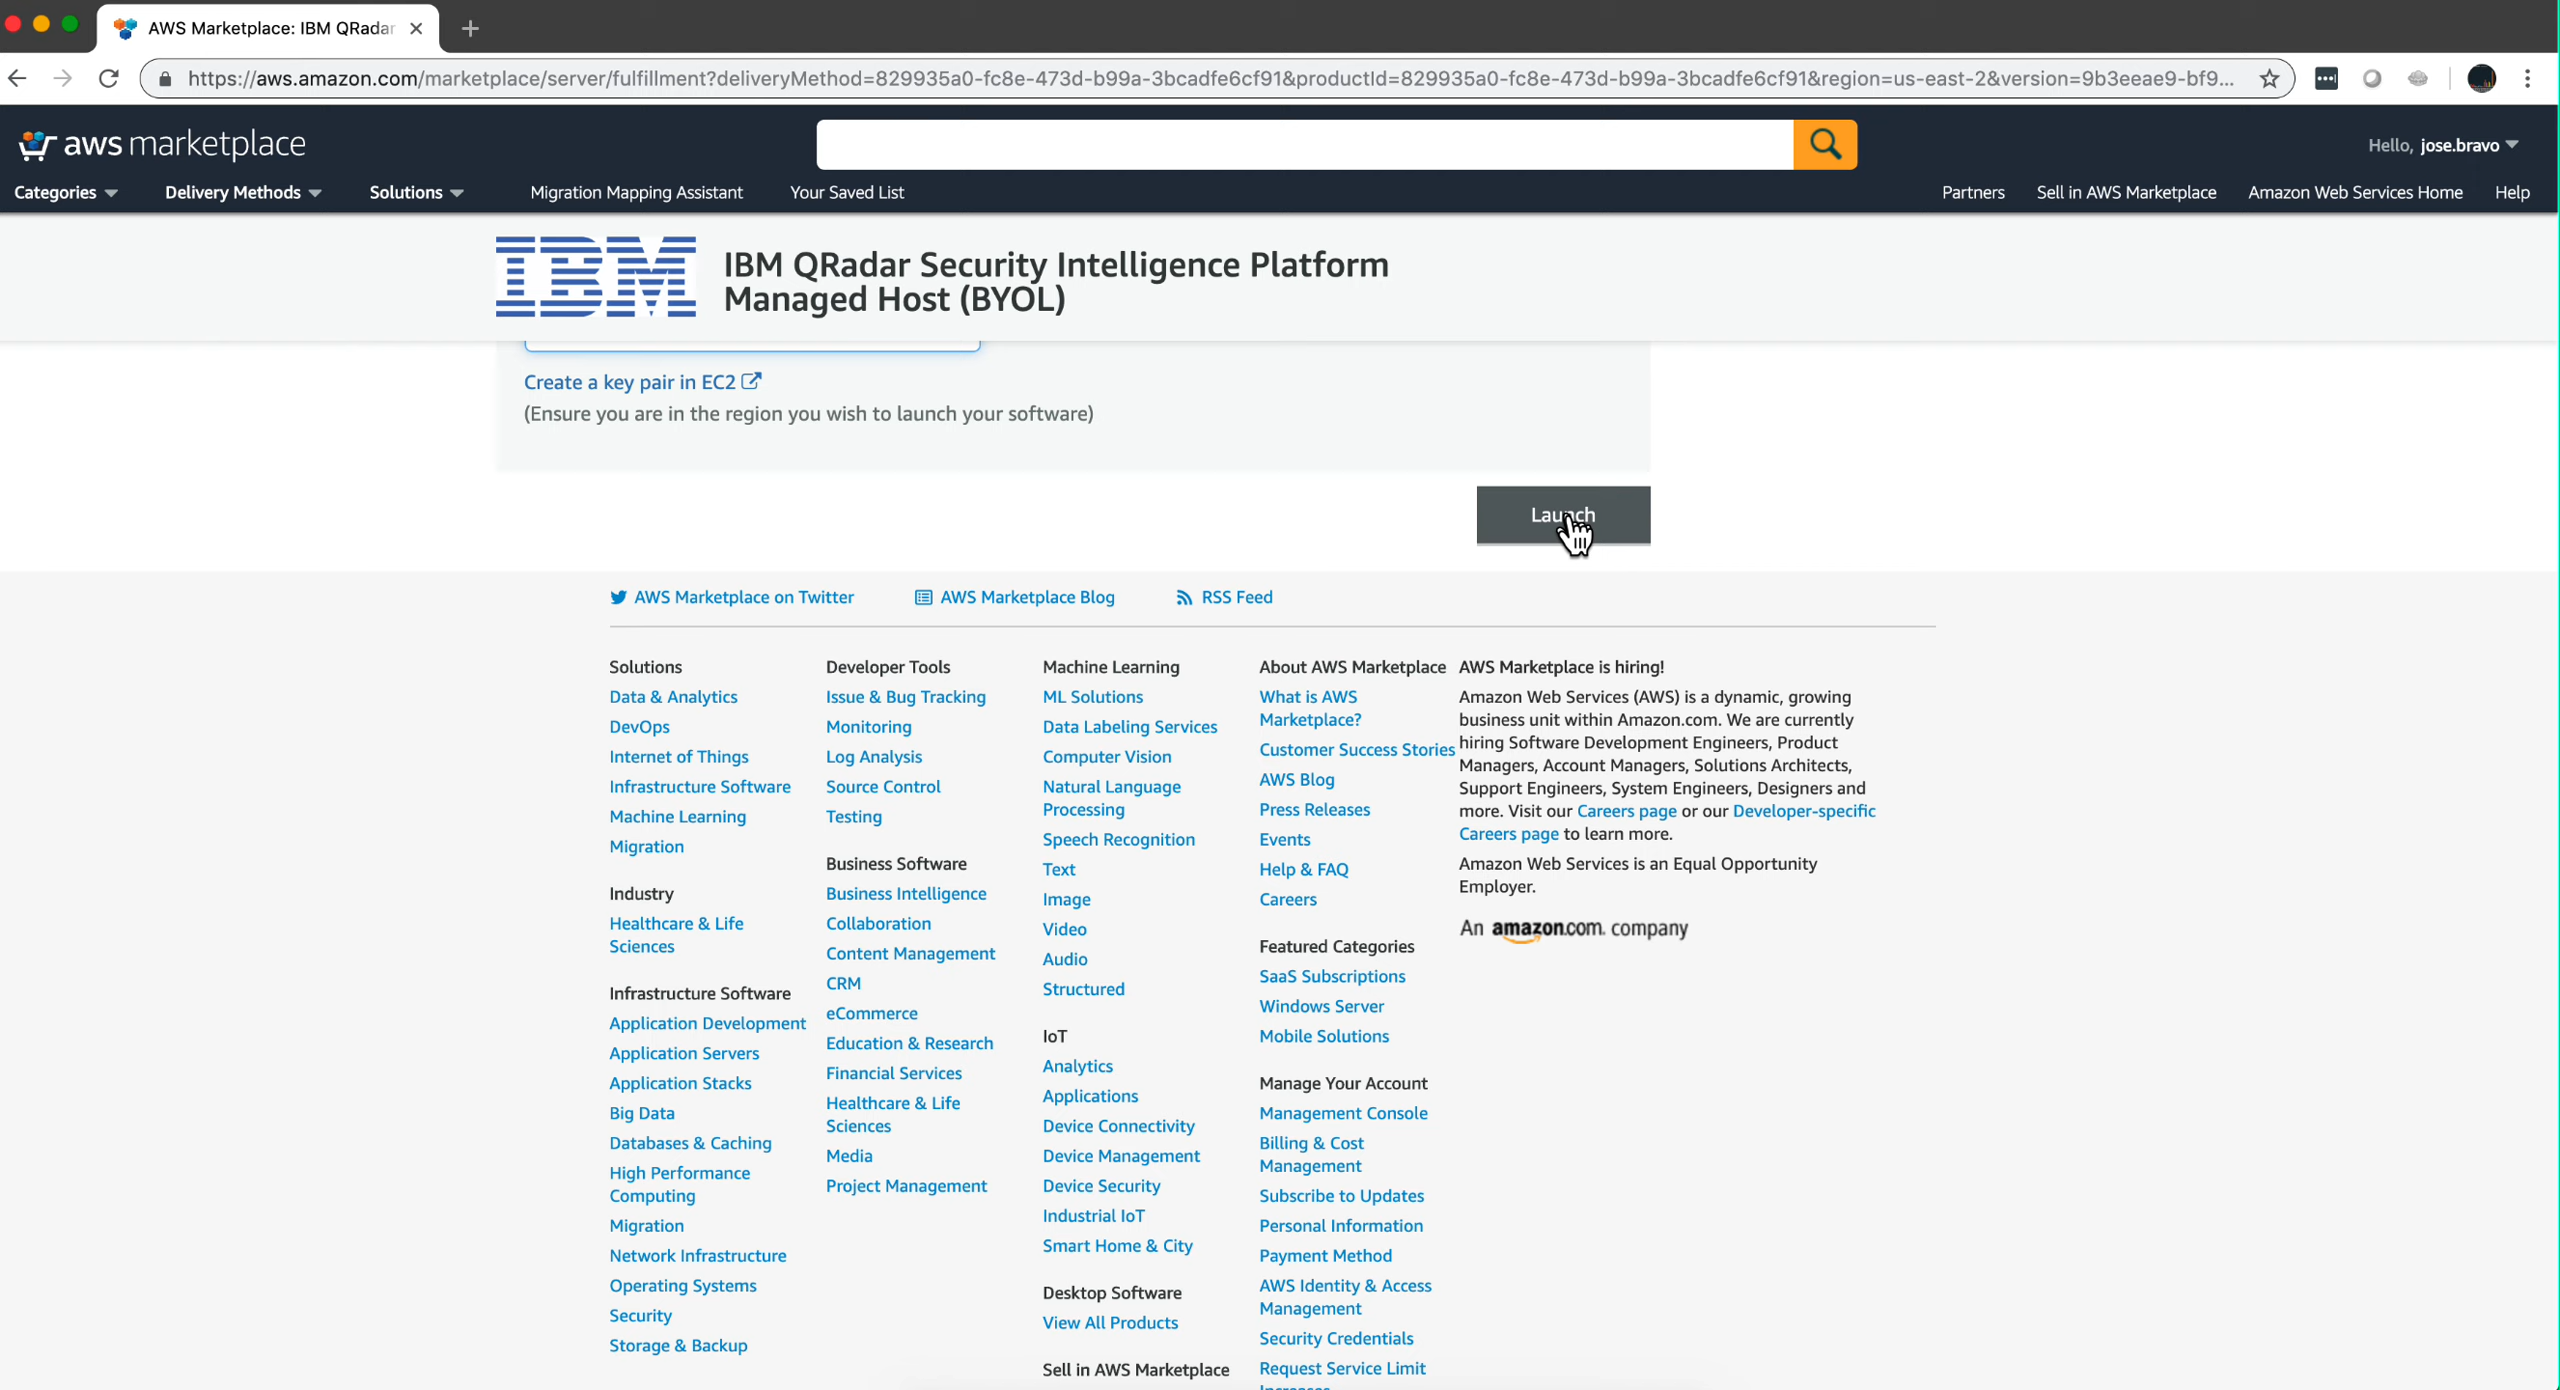 AWS Marketplace: IBM QRadar
https://aws.amazon.com/marketplace/server/fulfillment?deliveryMethod=829935a0-fc8e-473d-b99a-3bcadfe6cf91&productId=829935a0-fc8e-473d-b99a-3bcadfe6cf91&region=us-east-2&version=9b3eeae9-bf9...
aws marketplace
Hello, jose.bravo
Categories Delivery Methods Solutions Migration Mapping Assistant Your Saved List Partners Sell in AWS Marketplace Amazon Web Services Home Help
IBM
IBM QRadar Security Intelligence Platform
Managed Host (BYOL)
Create a key pair in EC2
(Ensure you are in the region you wish to launch your software)
Launch
AWS Marketplace on Twitter AWS Marketplace Blog RSS Feed
Solutions
Data & Analytics
DevOps
Internet of Things
Infrastructure Software
Machine Learning
Migration
Industry
Healthcare & Life
Sciences
Infrastructure Software
Application Development
Application Servers
Application Stacks
Big Data
Databases & Caching
High Performance
Computing
Migration
Network Infrastructure
Operating Systems
Security
Storage & Backup
Developer Tools
Issue & Bug Tracking
Monitoring
Log Analysis
Source Control
Testing
Business Software
Business Intelligence
Collaboration
Content Management
CRM
eCommerce
Education & Research
Financial Services
Healthcare & Life
Sciences
Media
Project Management
Machine Learning
ML Solutions
Data Labeling Services
Computer Vision
Natural Language
Processing
Speech Recognition
Text
Image
Video
Audio
Structured
IoT
Analytics
Applications
Device Connectivity
Device Management
Device Security
Industrial IoT
Smart Home & City
Desktop Software
View All Products
Sell in AWS Marketplace
About AWS Marketplace
What is AWS
Marketplace?
Customer Success Stories
AWS Blog
Press Releases
Events
Help & FAQ
Careers
Featured Categories
SaaS Subscriptions
Windows Server
Mobile Solutions
Manage Your Account
Management Console
Billing & Cost
Management
Subscribe to Updates
Personal Information
Payment Method
AWS Identity & Access
Management
Security Credentials
Request Service Limit
AWS Marketplace is hiring!
Amazon Web Services (AWS) is a dynamic, growing
business unit within Amazon.com. We are currently
hiring Software Development Engineers, Product
Managers, Account Managers, Solutions Architects,
Support Engineers, System Engineers, Designers and
more. Visit our Careers page or our Developer-specific
Careers page to learn more.
Amazon Web Services is an Equal Opportunity
Employer.
An amazon.com. company